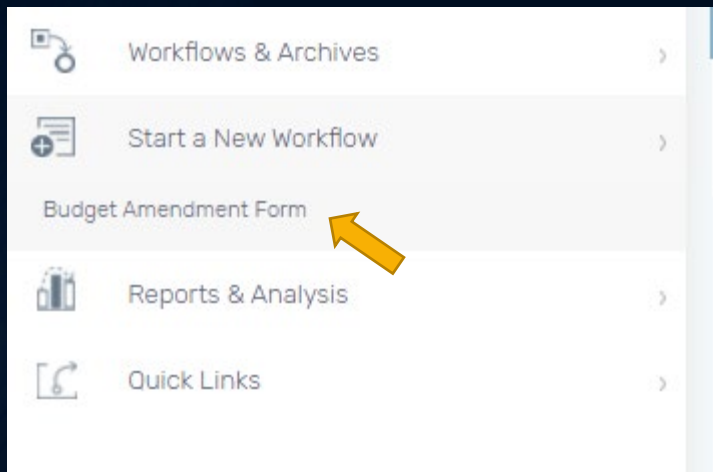 Workflows & Archives
Start a New Workflow
Budget Amendment Form
Reports & Analysis
Quick Links